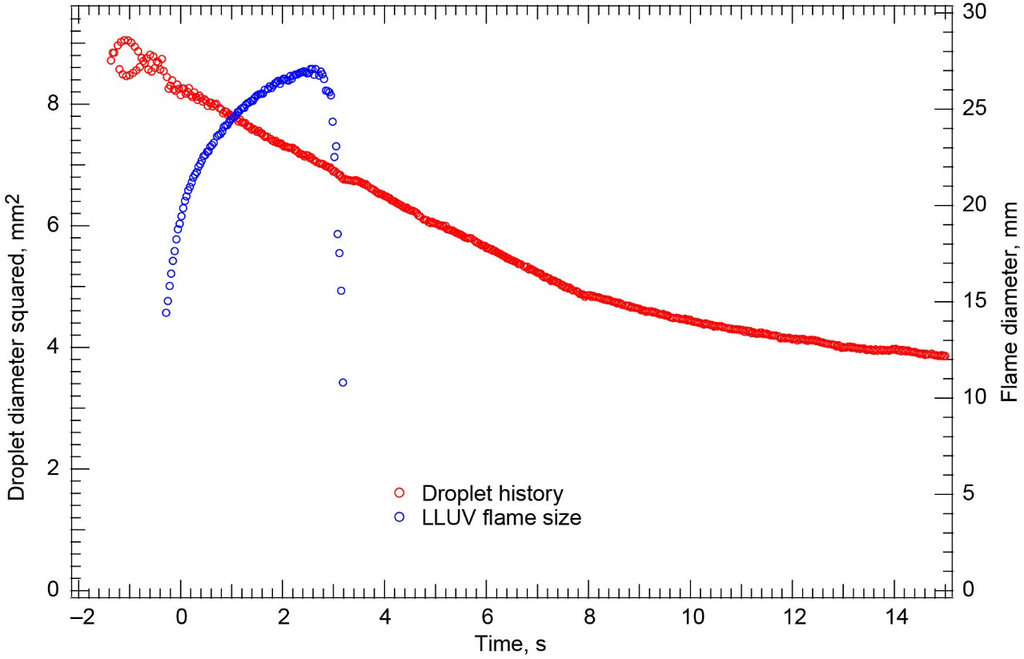 30
8
25
6
20
15
4
10
2
5
0
0
Droplet diameter squared, mm2
Flame diameter, mm
Droplet history
LLUV flame size
–2 0 2 4 6 8 10 12 14
Time, s